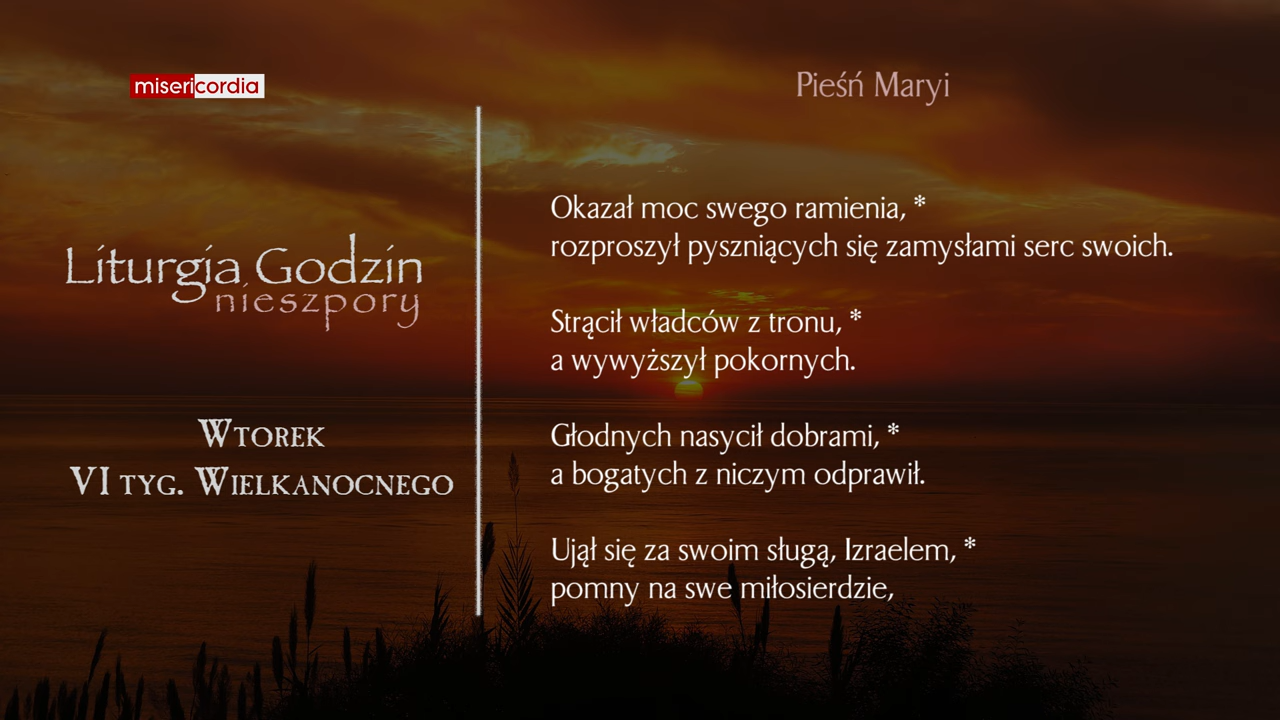 misericordia
Liturgia Godzin
nieszpory
Wtorek
VI tyg. Wielkanocnego
Pieśń Maryi
Okazał moc swego ramienia, *
rozproszył pyszniących się zamysłami serc swoich.
Strącił władców z tronu, *
a wywyższył pokornych.
Głodnych nasycił dobrami, *
a bogatych z niczym odprawił.
Ujął się za swoim sługą, Izraelem, *
pomny na swe miłosierdzie,